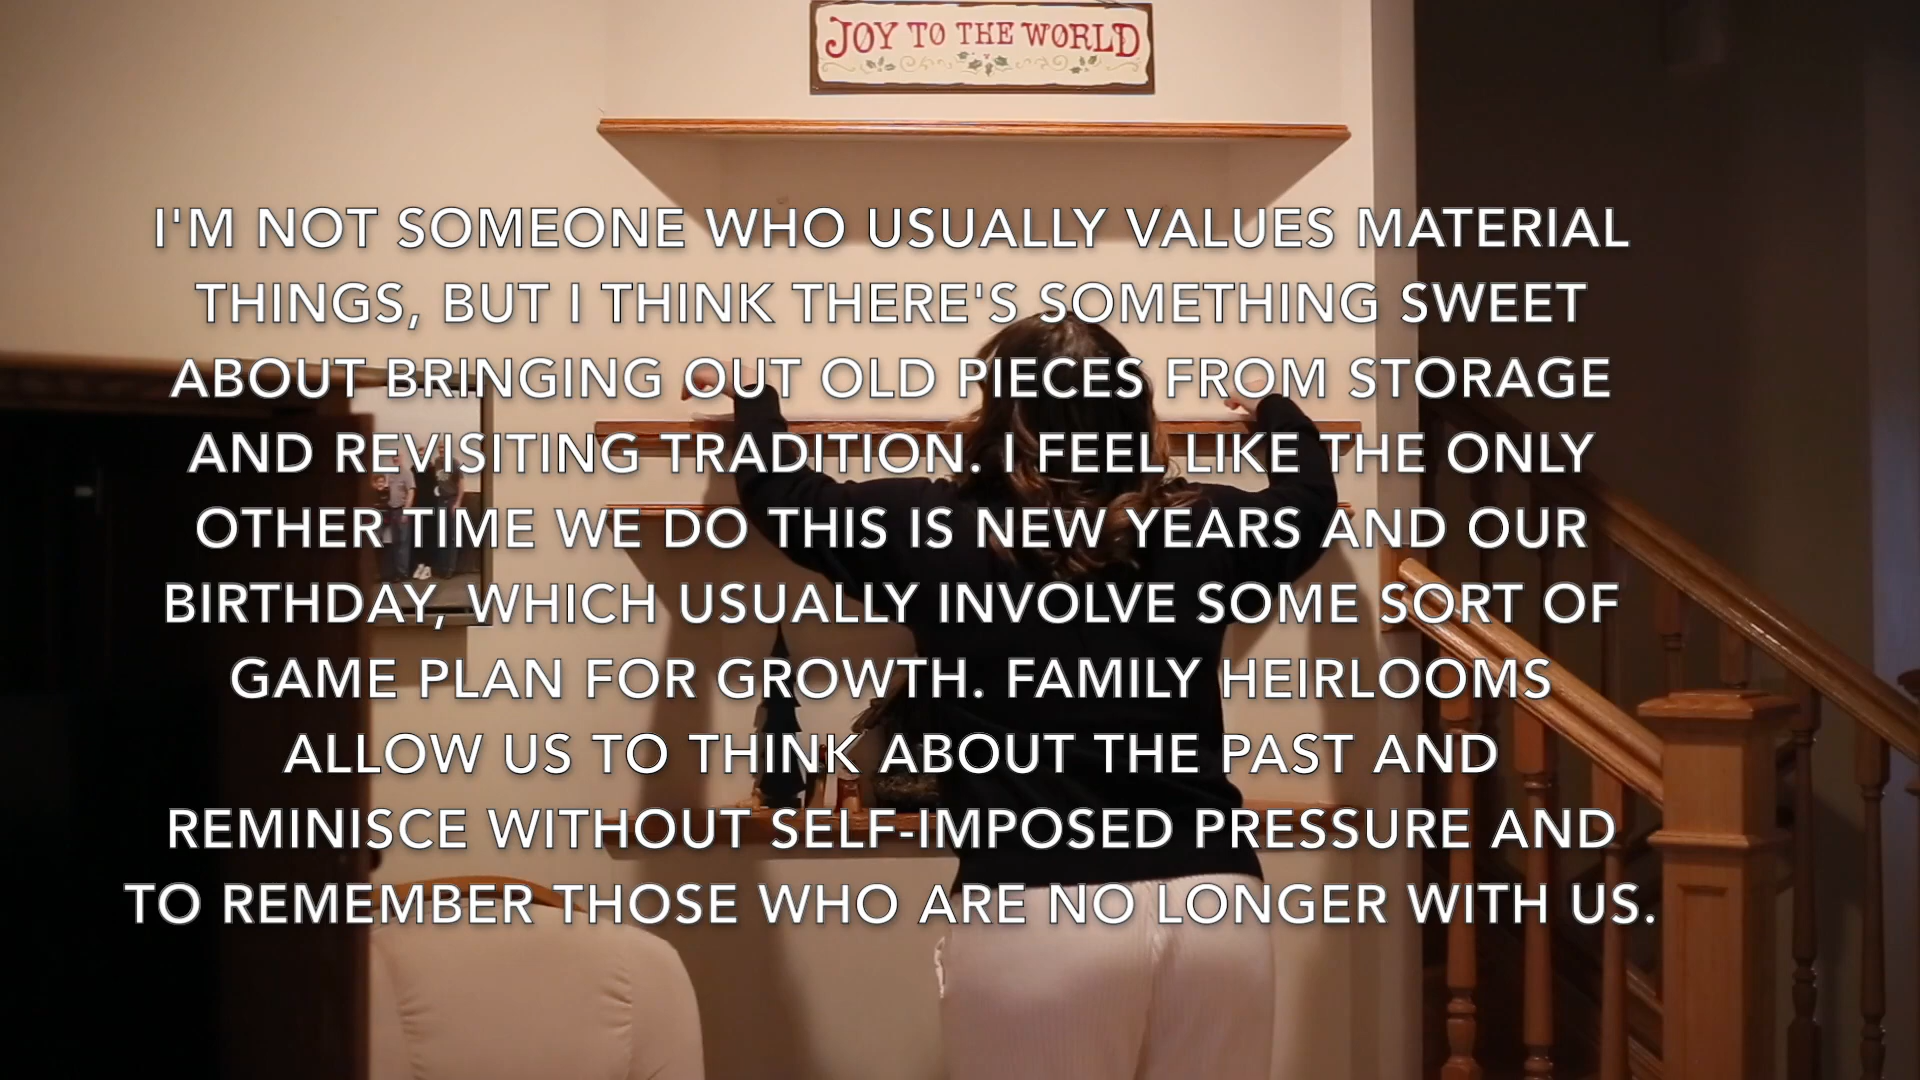 JOY TO THE WORLD
I'M NOT SOMEONE WHO USUALLY VALUES MATERIAL
THINGS, BUT I THINK THERE'S SOMETHING SWEET
ABOUT BRINGING OUT OLD PIECES FROM STORAGE
AND REVISITING TRADITION. I FEEL LIKE THE ONLY
OTHER TIME WE DO THIS IS NEW YEARS AND OUR
BIRTHDAY, WHICH USUALLY INVOLVE SOME SORT OF
GAME PLAN FOR GROWTH. FAMILY HEIRLOOMS
ALLOW US TO THINK ABOUT THE PAST AND
REMINISCE WITHOUT SELF-IMPOSED PRESSURE AND
TO REMEMBER THOSE WHO ARE NO LONGER WITH US.